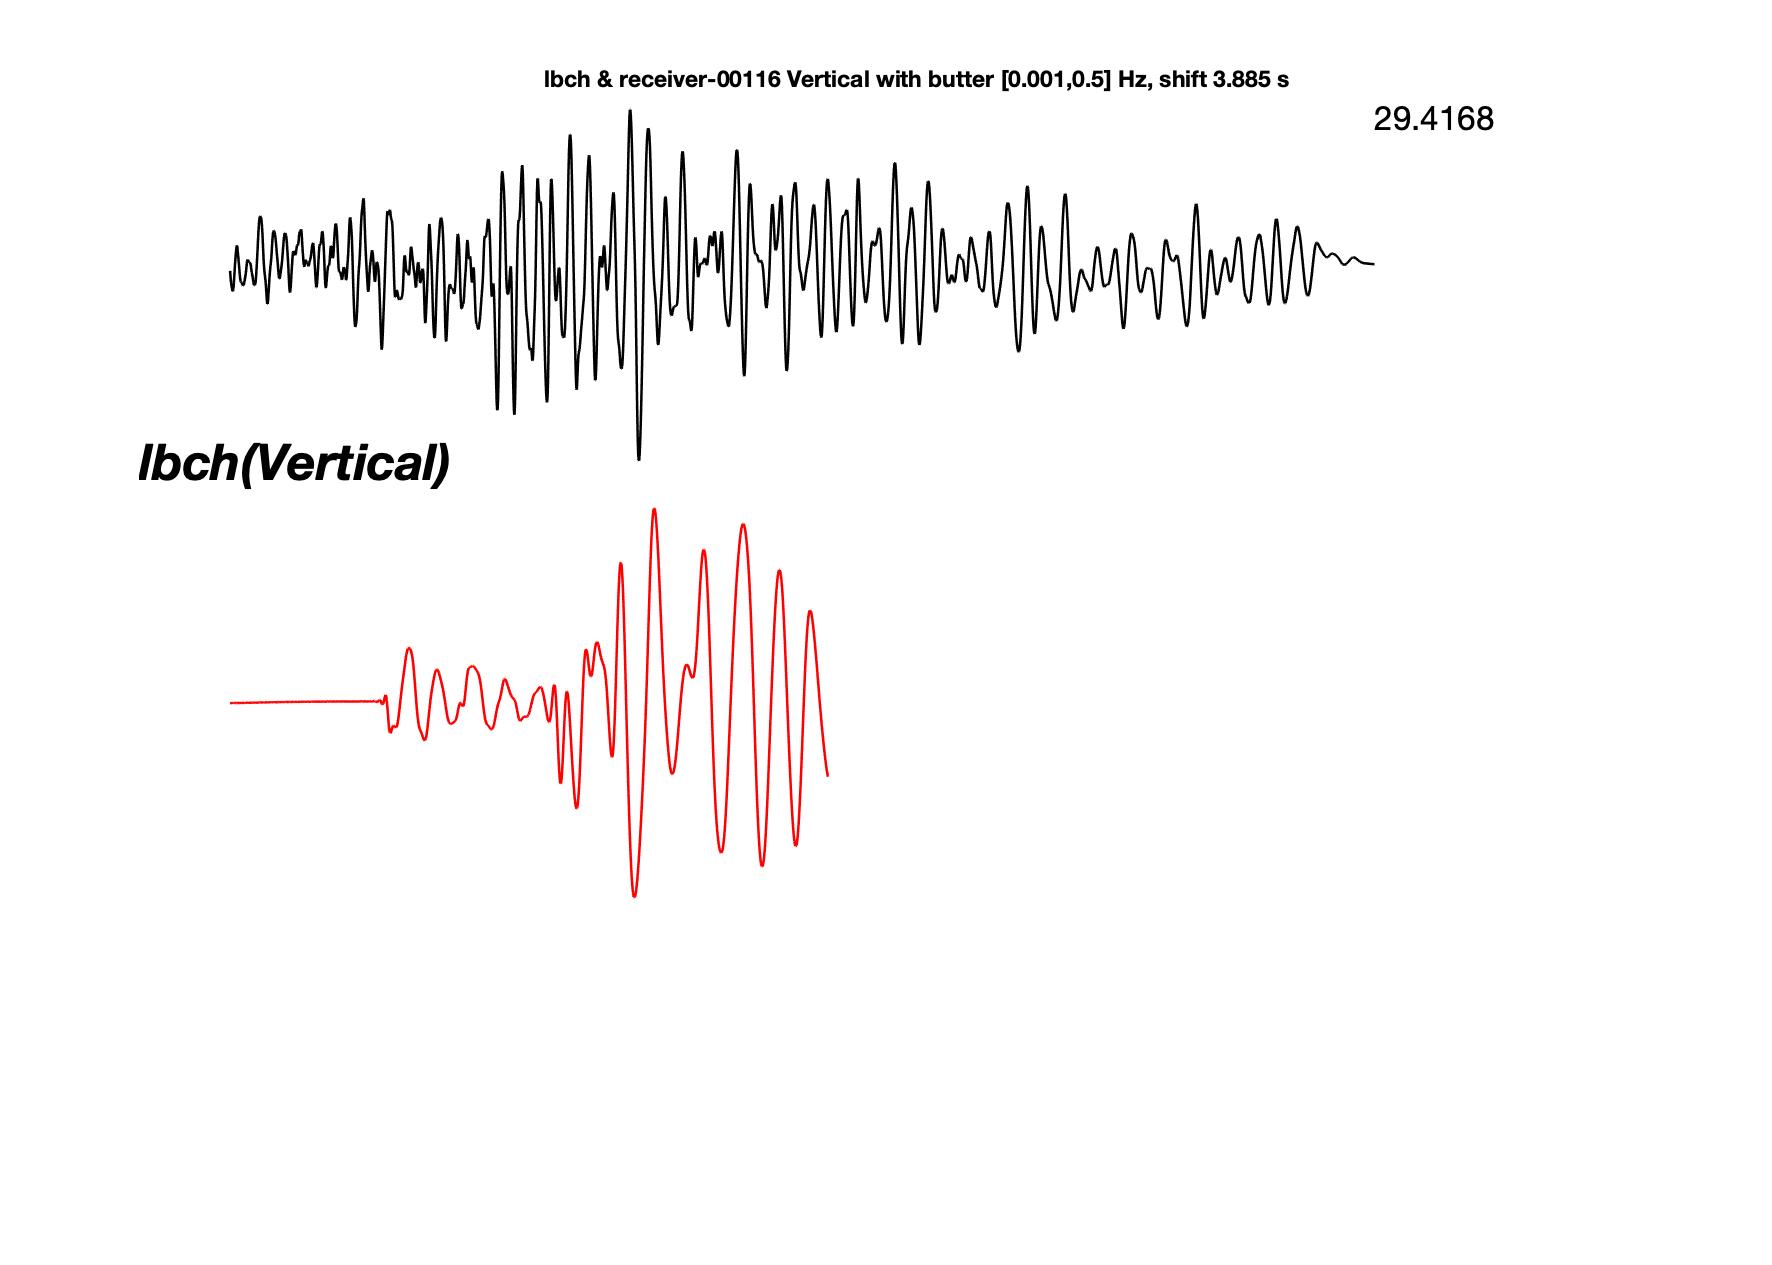 lbch & receiver-00116 Vertical with butter [0.001,0.5] Hz, shift 3.885 s
29.4168
lbch(Vertical)